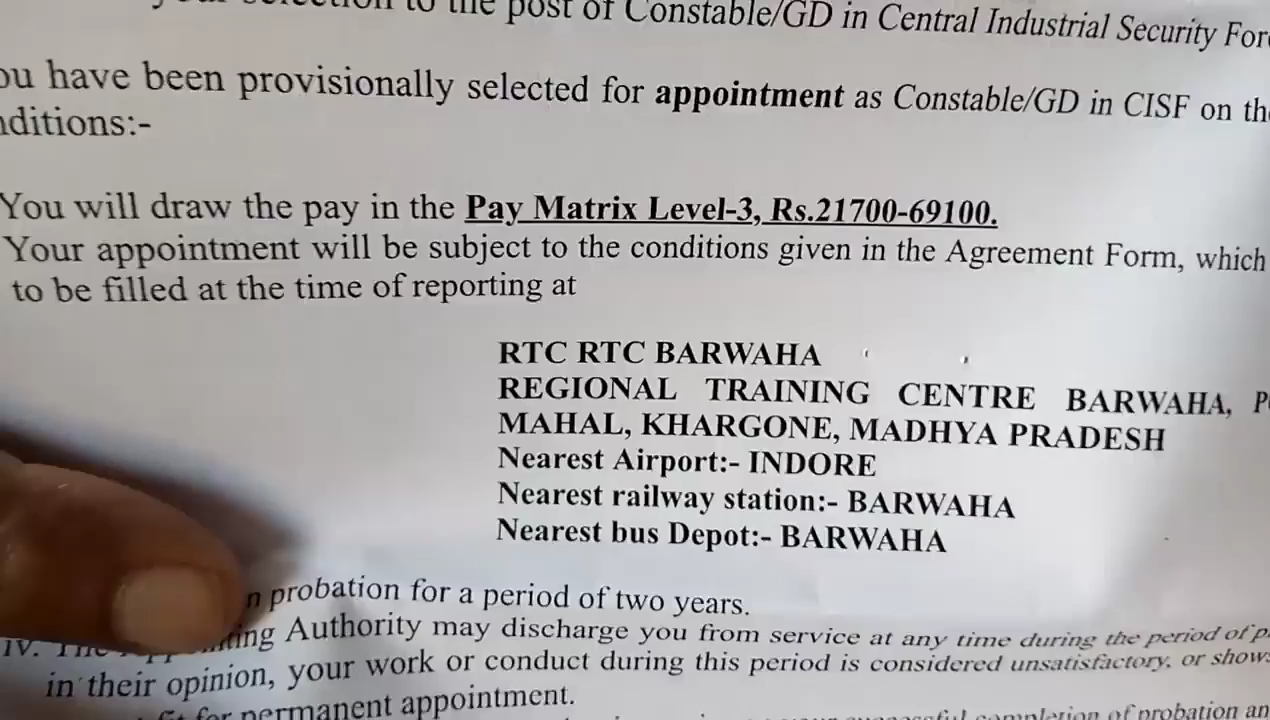 selection to the post of Constable/GD in Central Industrial Security
have been provisionally selected for appointment as Constable/GD in CISF on
You will draw the pay in the Pay Matrix Level-3, Rs.21700-69100.
Your appointment will be subject to the conditions given in the Agreement Form, which
to be filled at the time of reporting at
RTC RTC BARWAHA
REGIONAL TRAINING CENTRE BARWAHA,
MAHAL, KHARGONE, MADHYA PRADESH
Nearest Airport:- INDORE
Nearest railway station:- BARWAHA
Nearest bus Depot:- BARWAHA
probation for a period of two years.
iv. Authority may discharge you from service at any time during the period of
in their opinion, your work or conduct during this period is considered unsatisfactory, or
for permanent appointment.
completion of probation